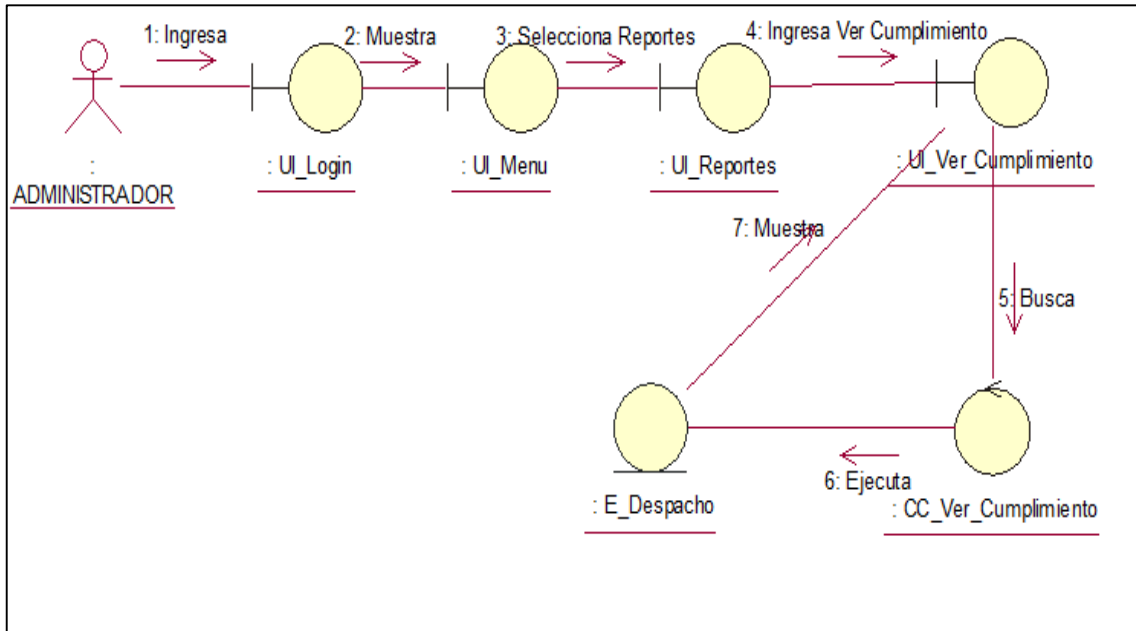 1: Ingresa
2: Muestra
3: Selecciona Reportes
4: Ingresa Ver Cumplimiento
:
ADMINISTRADOR
: UI_Login
: UI_Menu
: UI_Reportes
: UI_Ver_Cumplimiento
7: Muestra
5: Busca
6: Ejecuta
: E_Despacho
: CC_Ver_Cumplimiento